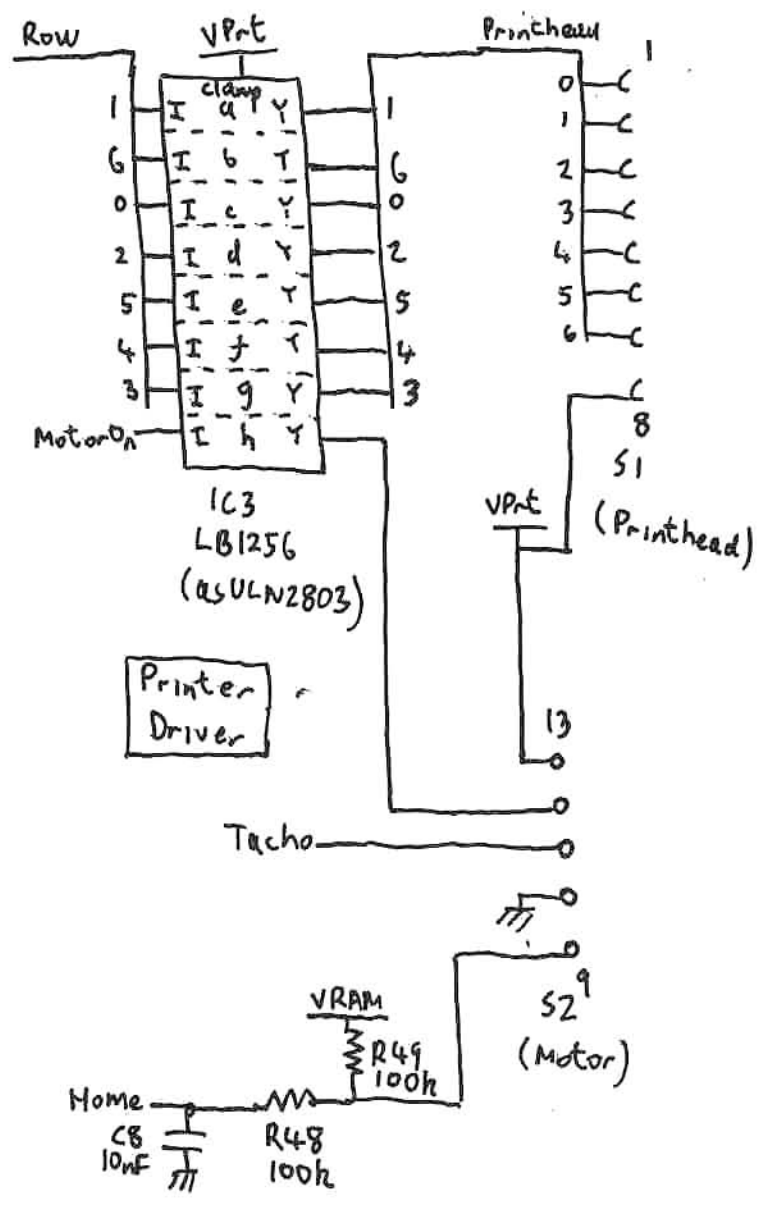 Row
VPrt
Printhead
1
clamp
1 I a Y 1
6 I b Y 6
0 I c Y 0
2 I d Y 2
5 I e Y 5
4 I f Y 4
3 I g Y 3
MotorOn I h Y
0
1
2
3
4
5
6
8
S1
(Printhead)
IC3
LB1256
(as ULN2803)
VPrt
Printer
Driver
13
Tacho
9
S2
(Motor)
VRAM
R49
100k
Home
C8
10nF
R48
100k